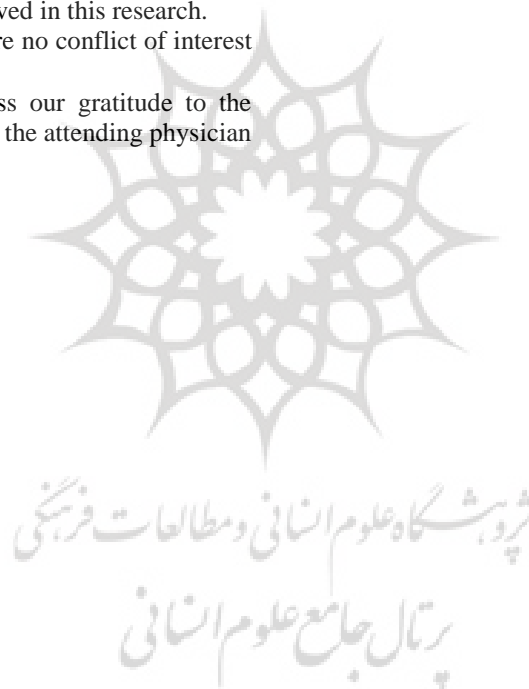 ved in this research.
re no conflict of interest
ss our gratitude to the
the attending physician
پژوهشگاه علوم انسانی و مطالعات فرهنگی
پرتال جامع علوم انسانی